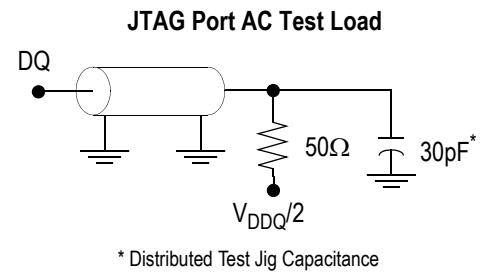 JTAG Port AC Test Load
DQ
50Ω
30pF*
VDDQ/2
* Distributed Test Jig Capacitance